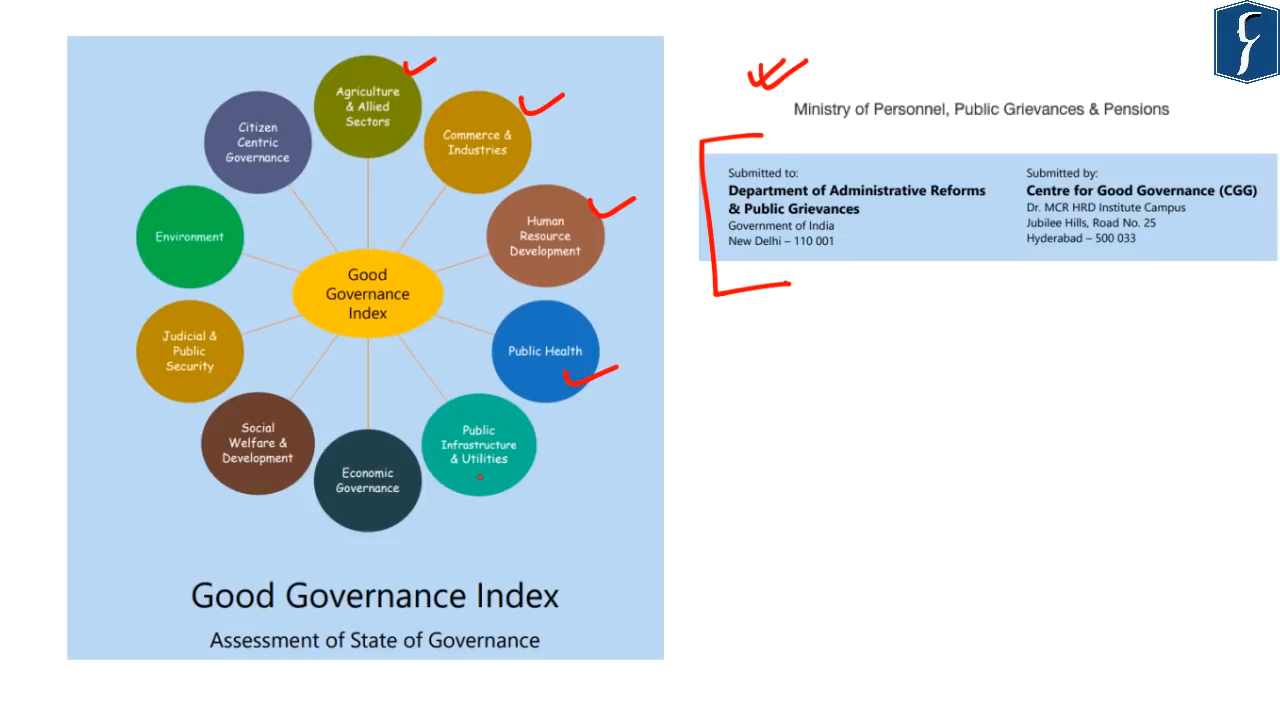 Agriculture
& Allied
Sectors
Commerce &
Industries
Human
Resource
Development
Public Health
Public
Infrastructure
& Utilities
Economic
Governance
Social
Welfare &
Development
Judicial &
Public
Security
Environment
Citizen
Centric
Governance
Good
Governance
Index
Good Governance Index
Assessment of State of Governance
Ministry of Personnel, Public Grievances & Pensions
Submitted to:
Department of Administrative Reforms
& Public Grievances
Government of India
New Delhi – 110 001
Submitted by:
Centre for Good Governance (CGG)
Dr. MCR HRD Institute Campus
Jubilee Hills, Road No. 25
Hyderabad – 500 033